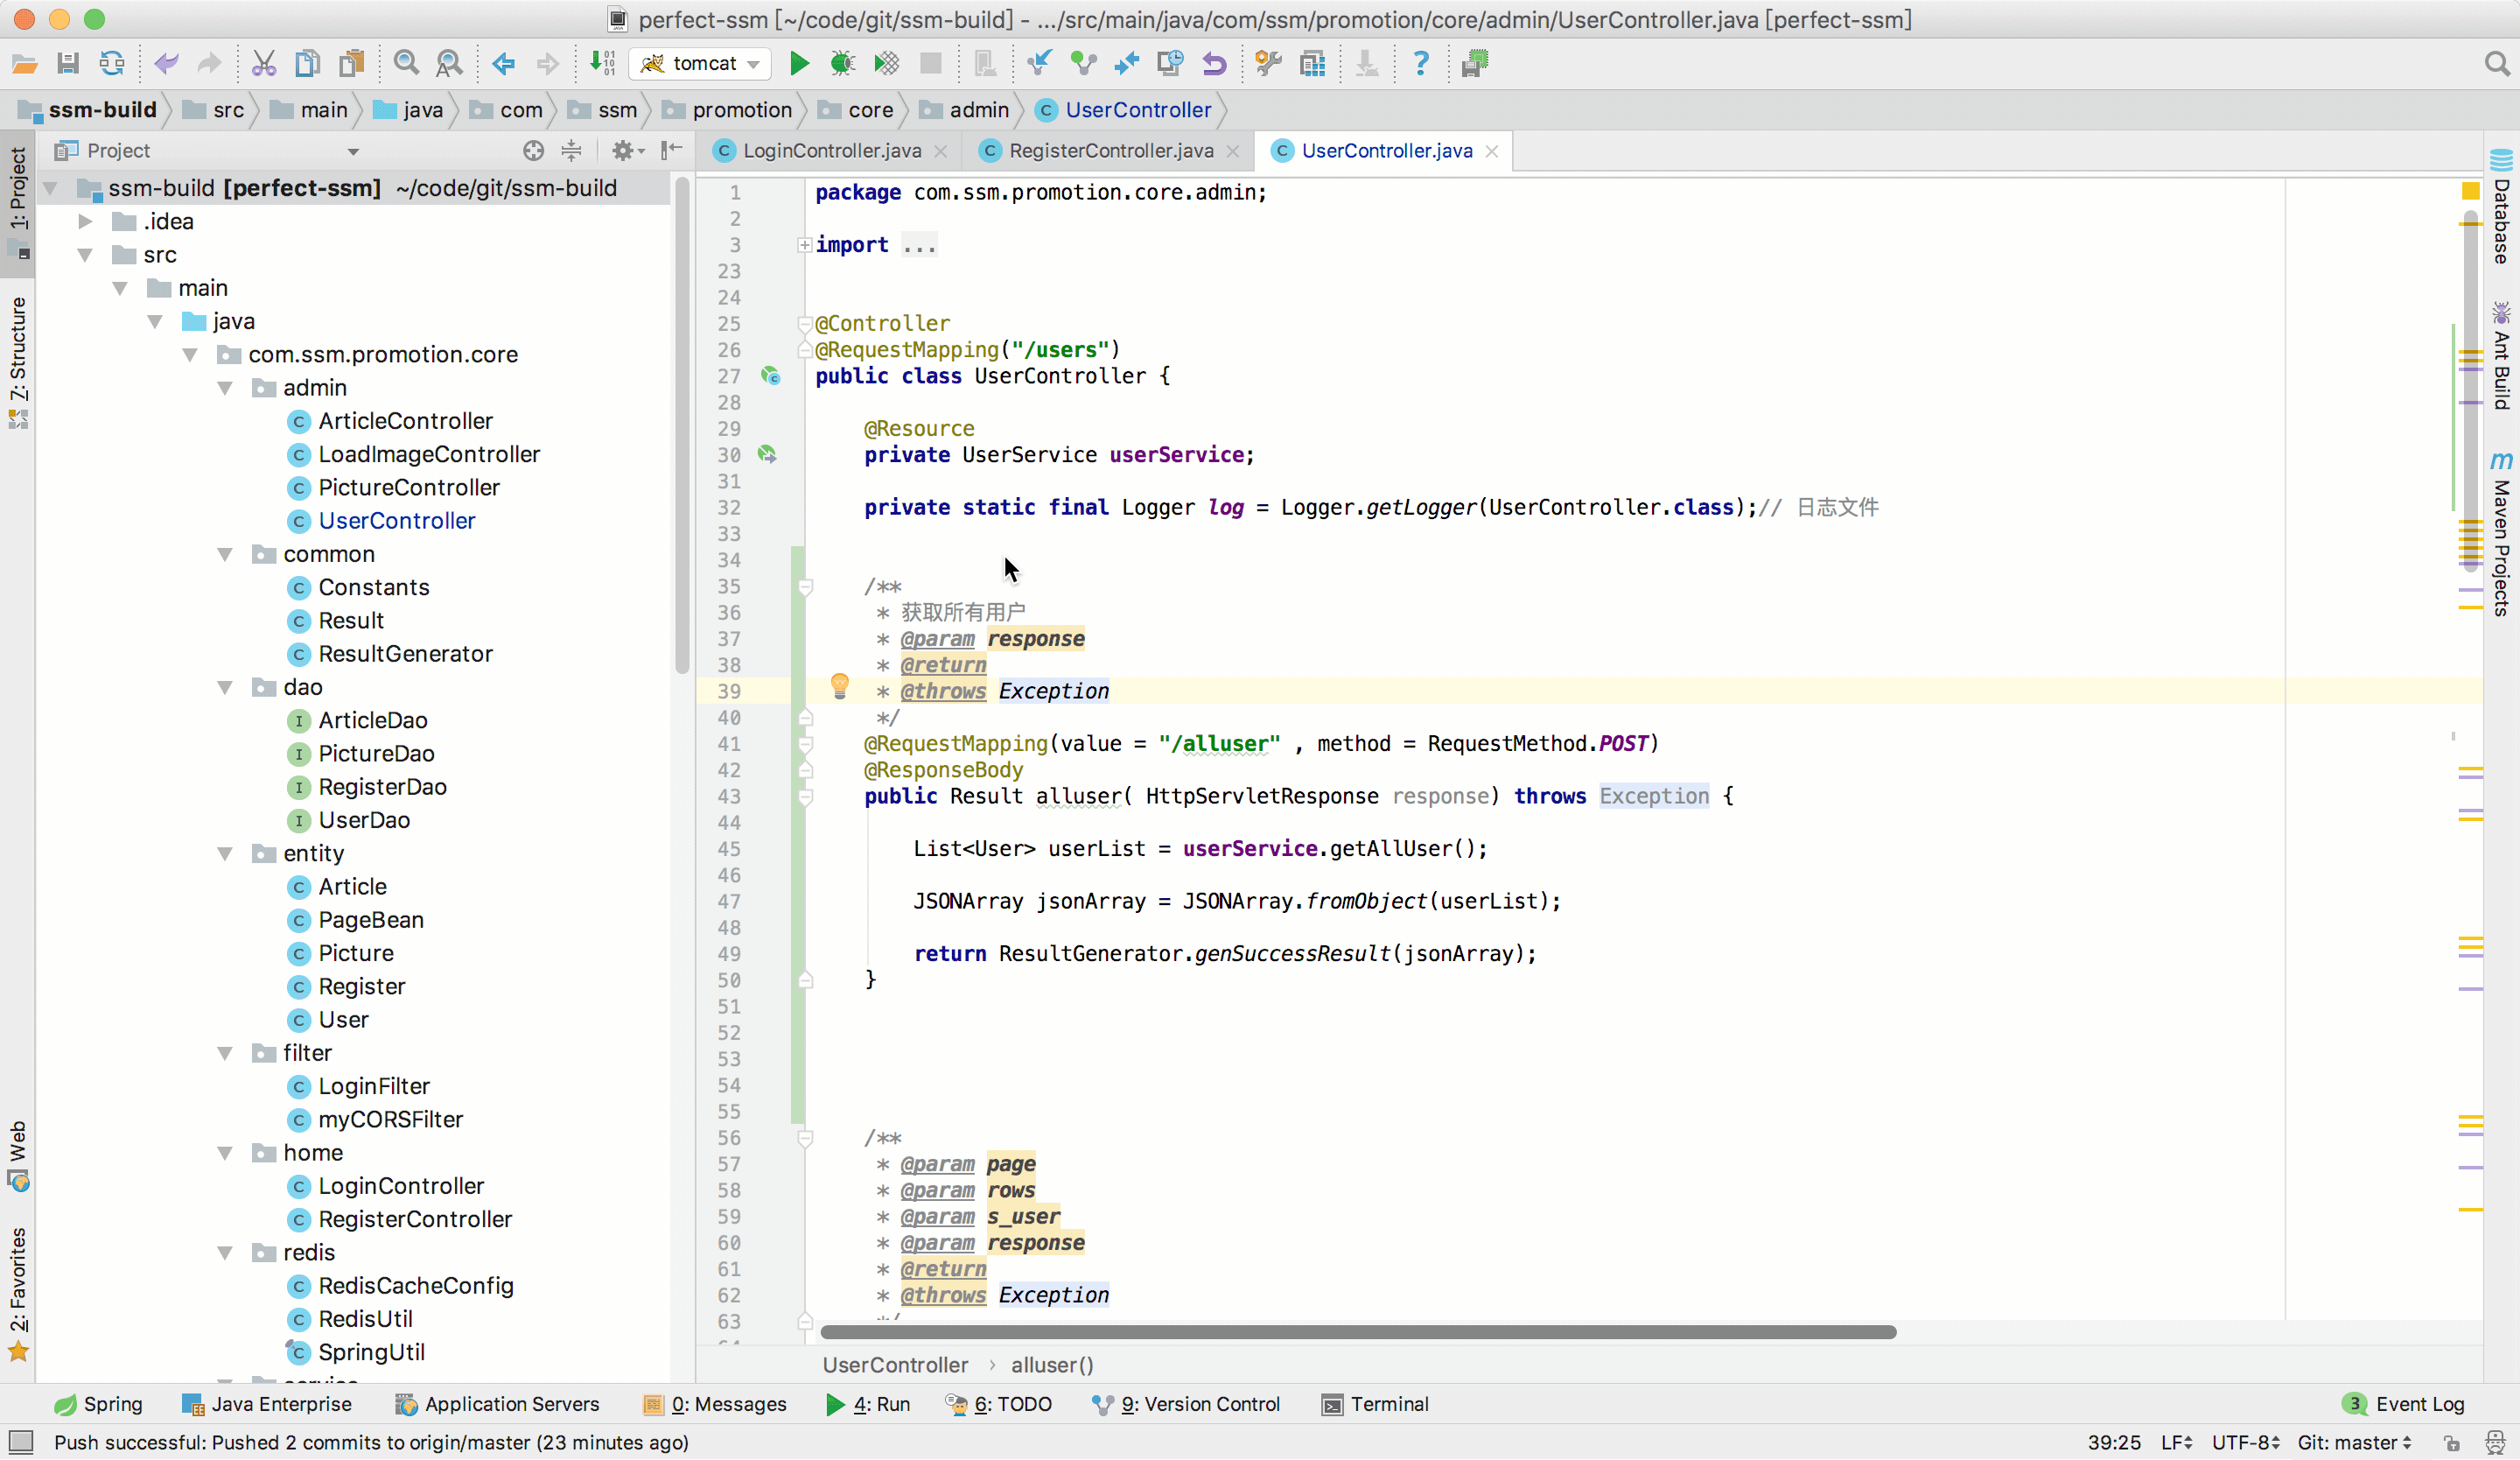 perfect-ssm [~/code/git/ssm-build] - .../src/main/java/com/ssm/promotion/core/admin/UserController.java [perfect-ssm]
tomcat
ssm-build src main java com ssm promotion core admin UserController
Project
LoginController.java RegisterController.java UserController.java
1: Project
7: Structure
Web
2: Favorites
ssm-build [perfect-ssm] ~/code/git/ssm-build
.idea
src
main
java
com.ssm.promotion.core
admin
ArticleController
LoadImageController
PictureController
UserController
common
Constants
Result
ResultGenerator
dao
ArticleDao
PictureDao
RegisterDao
UserDao
entity
Article
PageBean
Picture
Register
User
filter
LoginFilter
myCORSFilter
home
LoginController
RegisterController
redis
RedisCacheConfig
RedisUtil
SpringUtil
1 package com.ssm.promotion.core.admin;
2
3 import ...
23
24
25 @Controller
26 @RequestMapping("/users")
27 public class UserController {
28
29 @Resource
30 private UserService userService;
31
32 private static final Logger log = Logger.getLogger(UserController.class);// 日志文件
33
34
35 /**
36 * 获取所有用户
37 * @param response
38 * @return
39 * @throws Exception
40 */
41 @RequestMapping(value = "/alluser" , method = RequestMethod.POST)
42 @ResponseBody
43 public Result alluser( HttpServletResponse response) throws Exception {
44
45 List<User> userList = userService.getAllUser();
46
47 JSONArray jsonArray = JSONArray.fromObject(userList);
48
49 return ResultGenerator.genSuccessResult(jsonArray);
50 }
51
52
53
54
55
56 /**
57 * @param page
58 * @param rows
59 * @param s_user
60 * @param response
61 * @return
62 * @throws Exception
63
UserController › alluser()
Database
Ant Build
Maven Projects
Spring Java Enterprise Application Servers 0: Messages 4: Run 6: TODO 9: Version Control Terminal 3 Event Log
Push successful: Pushed 2 commits to origin/master (23 minutes ago) 39:25 LF UTF-8 Git: master